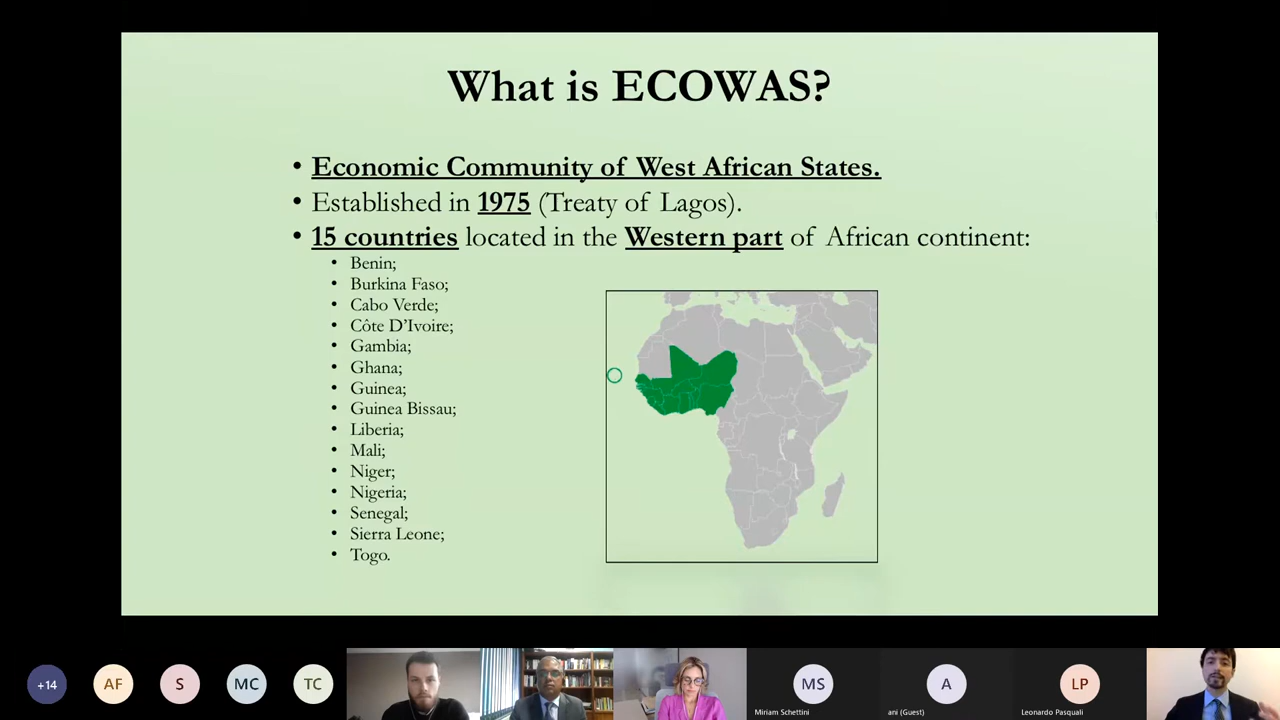 What is ECOWAS?
• Economic Community of West African States.
• Established in 1975 (Treaty of Lagos).
• 15 countries located in the Western part of African continent:
• Benin;
• Burkina Faso;
• Cabo Verde;
• Côte D’Ivoire;
• Gambia;
• Ghana;
• Guinea;
• Guinea Bissau;
• Liberia;
• Mali;
• Niger;
• Nigeria;
• Senegal;
• Sierra Leone;
• Togo.
+14 AF S MC TC MS A LP
Miriam Schettini ani (Guest) Leonardo Pasquali